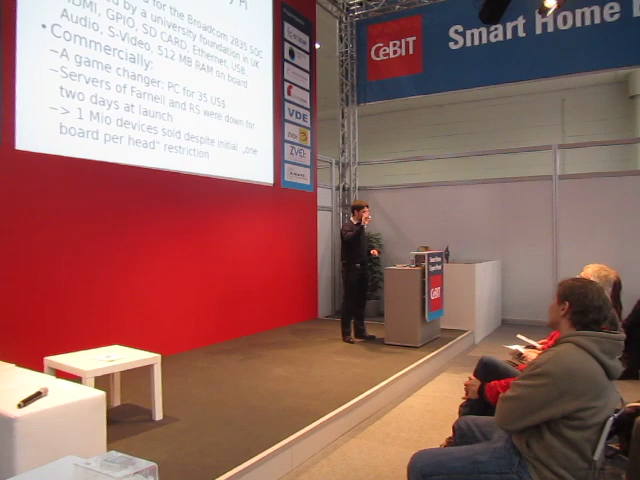 for the Broadcom 2835 SOC
by a university foundation in UK
HDMI, GPIO, SD CARD, Ethernet, USB,
Audio, S-Video, 512 MB RAM on board
• Commercially:
–A game changer: PC for 35 US$
–Servers of Farnell and RS were down for
two days at launch
–> 1 Mio devices sold despite initial „one
board per head" restriction
VDE
ZVEI:
CeBIT
Smart Home
Smart Home
CeBIT